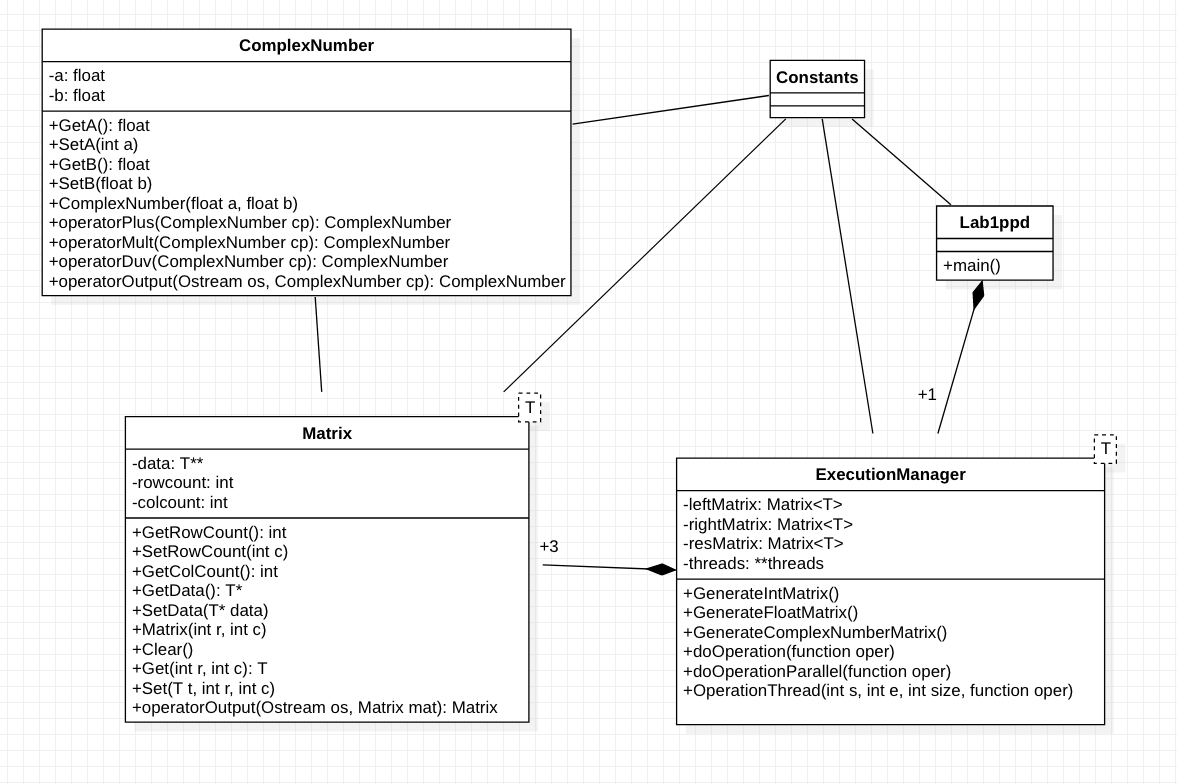 ComplexNumber
-a: float
-b: float
+GetA(): float
+SetA(int a)
+GetB(): float
+SetB(float b)
+ComplexNumber(float a, float b)
+operatorPlus(ComplexNumber cp): ComplexNumber
+operatorMult(ComplexNumber cp): ComplexNumber
+operatorDuv(ComplexNumber cp): ComplexNumber
+operatorOutput(Ostream os, ComplexNumber cp): ComplexNumber
Constants
Lab1ppd
+main()
+1
T
Matrix
-data: T**
-rowcount: int
-colcount: int
+GetRowCount(): int
+SetRowCount(int c)
+GetColCount(): int
+GetData(): T*
+SetData(T* data)
+Matrix(int r, int c)
+Clear()
+Get(int r, int c): T
+Set(T t, int r, int c)
+operatorOutput(Ostream os, Matrix mat): Matrix
+3
T
ExecutionManager
-leftMatrix: Matrix<T>
-rightMatrix: Matrix<T>
-resMatrix: Matrix<T>
-threads: **threads
+GenerateIntMatrix()
+GenerateFloatMatrix()
+GenerateComplexNumberMatrix()
+doOperation(function oper)
+doOperationParallel(function oper)
+OperationThread(int s, int e, int size, function oper)